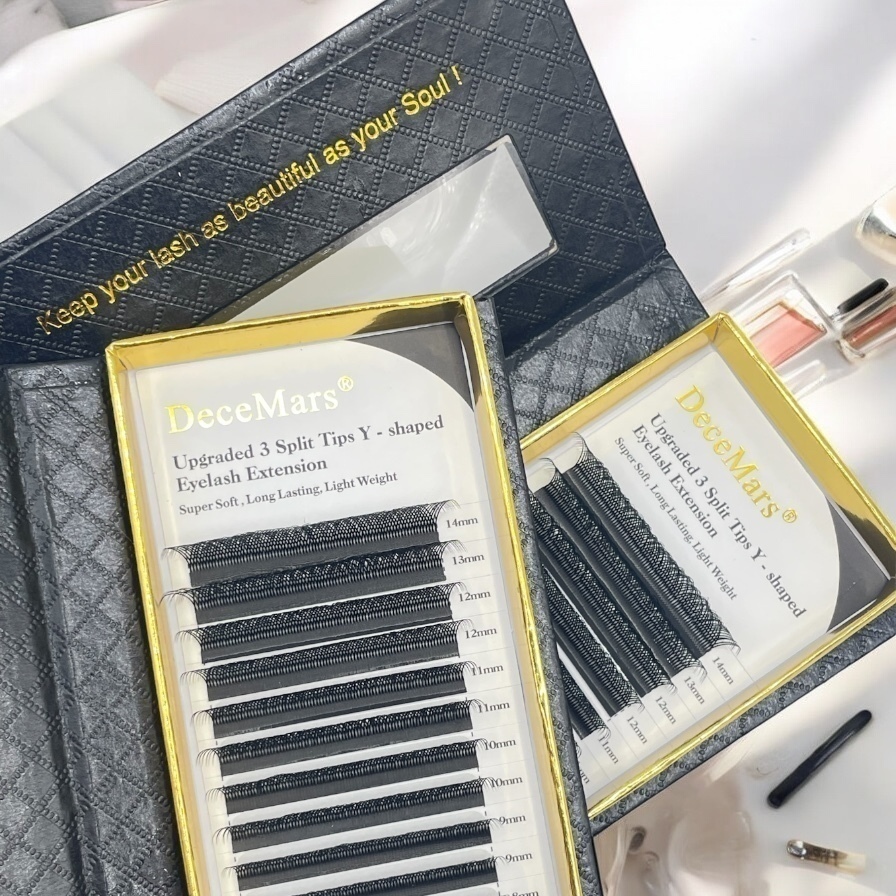 Keep your lash as beautiful as your Soul !
DeceMars®
Upgraded 3 Split Tips Y - shaped
Eyelash Extension
Super Soft , Long Lasting, Light Weight
14mm
13mm
12mm
12mm
11mm
11mm
10mm
10mm
9mm
9mm
8mm
DeceMars®
Upgraded 3 Split Tips Y - shaped
Eyelash Extension
Super Soft , Long Lasting, Light Weight
14mm
13mm
12mm
12mm